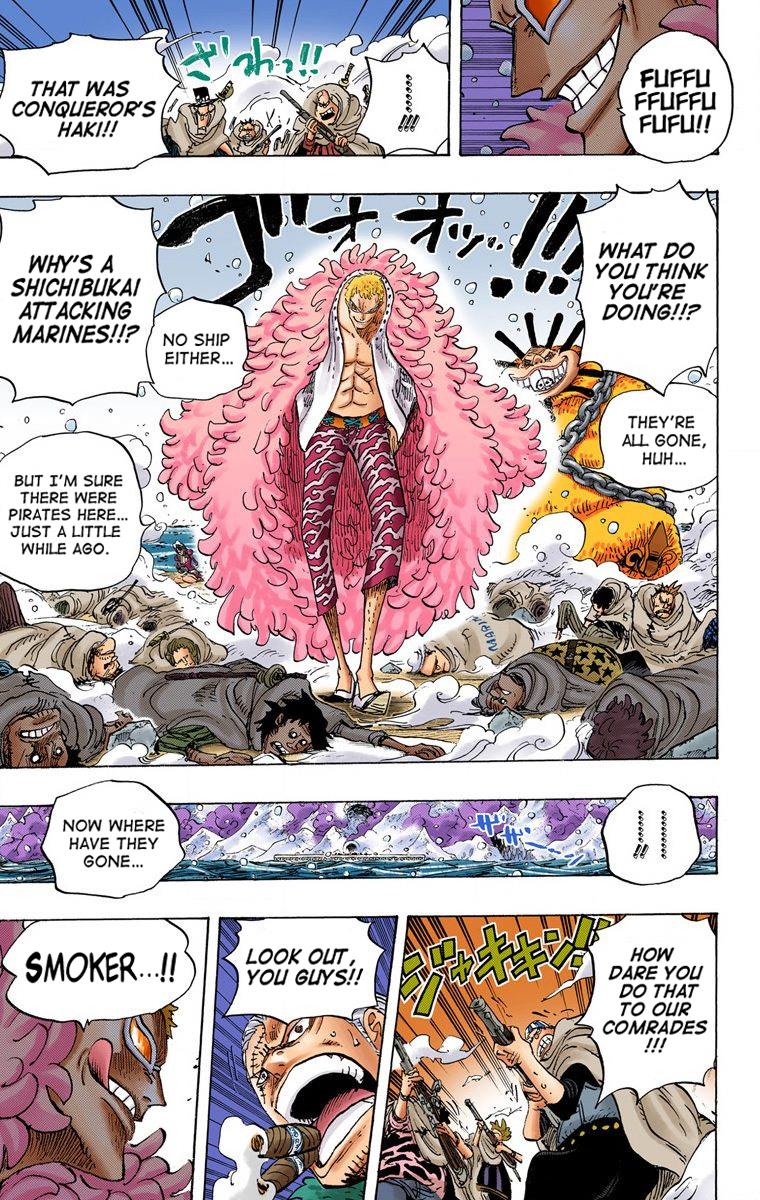 FUFFU
FFUFFU
FUFU!!
ざわっ!!
THAT WAS
CONQUEROR'S
HAKI!!
WHAT DO
YOU THINK
YOU'RE
DOING!!?
THEY'RE
ALL GONE,
HUH...
ゴオオッ…!!
NO SHIP
EITHER...
WHY'S A
SHICHIBUKAI
ATTACKING
MARINES!!?
BUT I'M SURE
THERE WERE
PIRATES HERE...
JUST A LITTLE
WHILE AGO.
MARIN
NOW WHERE
HAVE THEY
GONE...
HOW
DARE YOU
DO THAT
TO OUR
COMRADES
!!!
ジャキキン!!
LOOK OUT,
YOU GUYS!!
SMOKER...!!